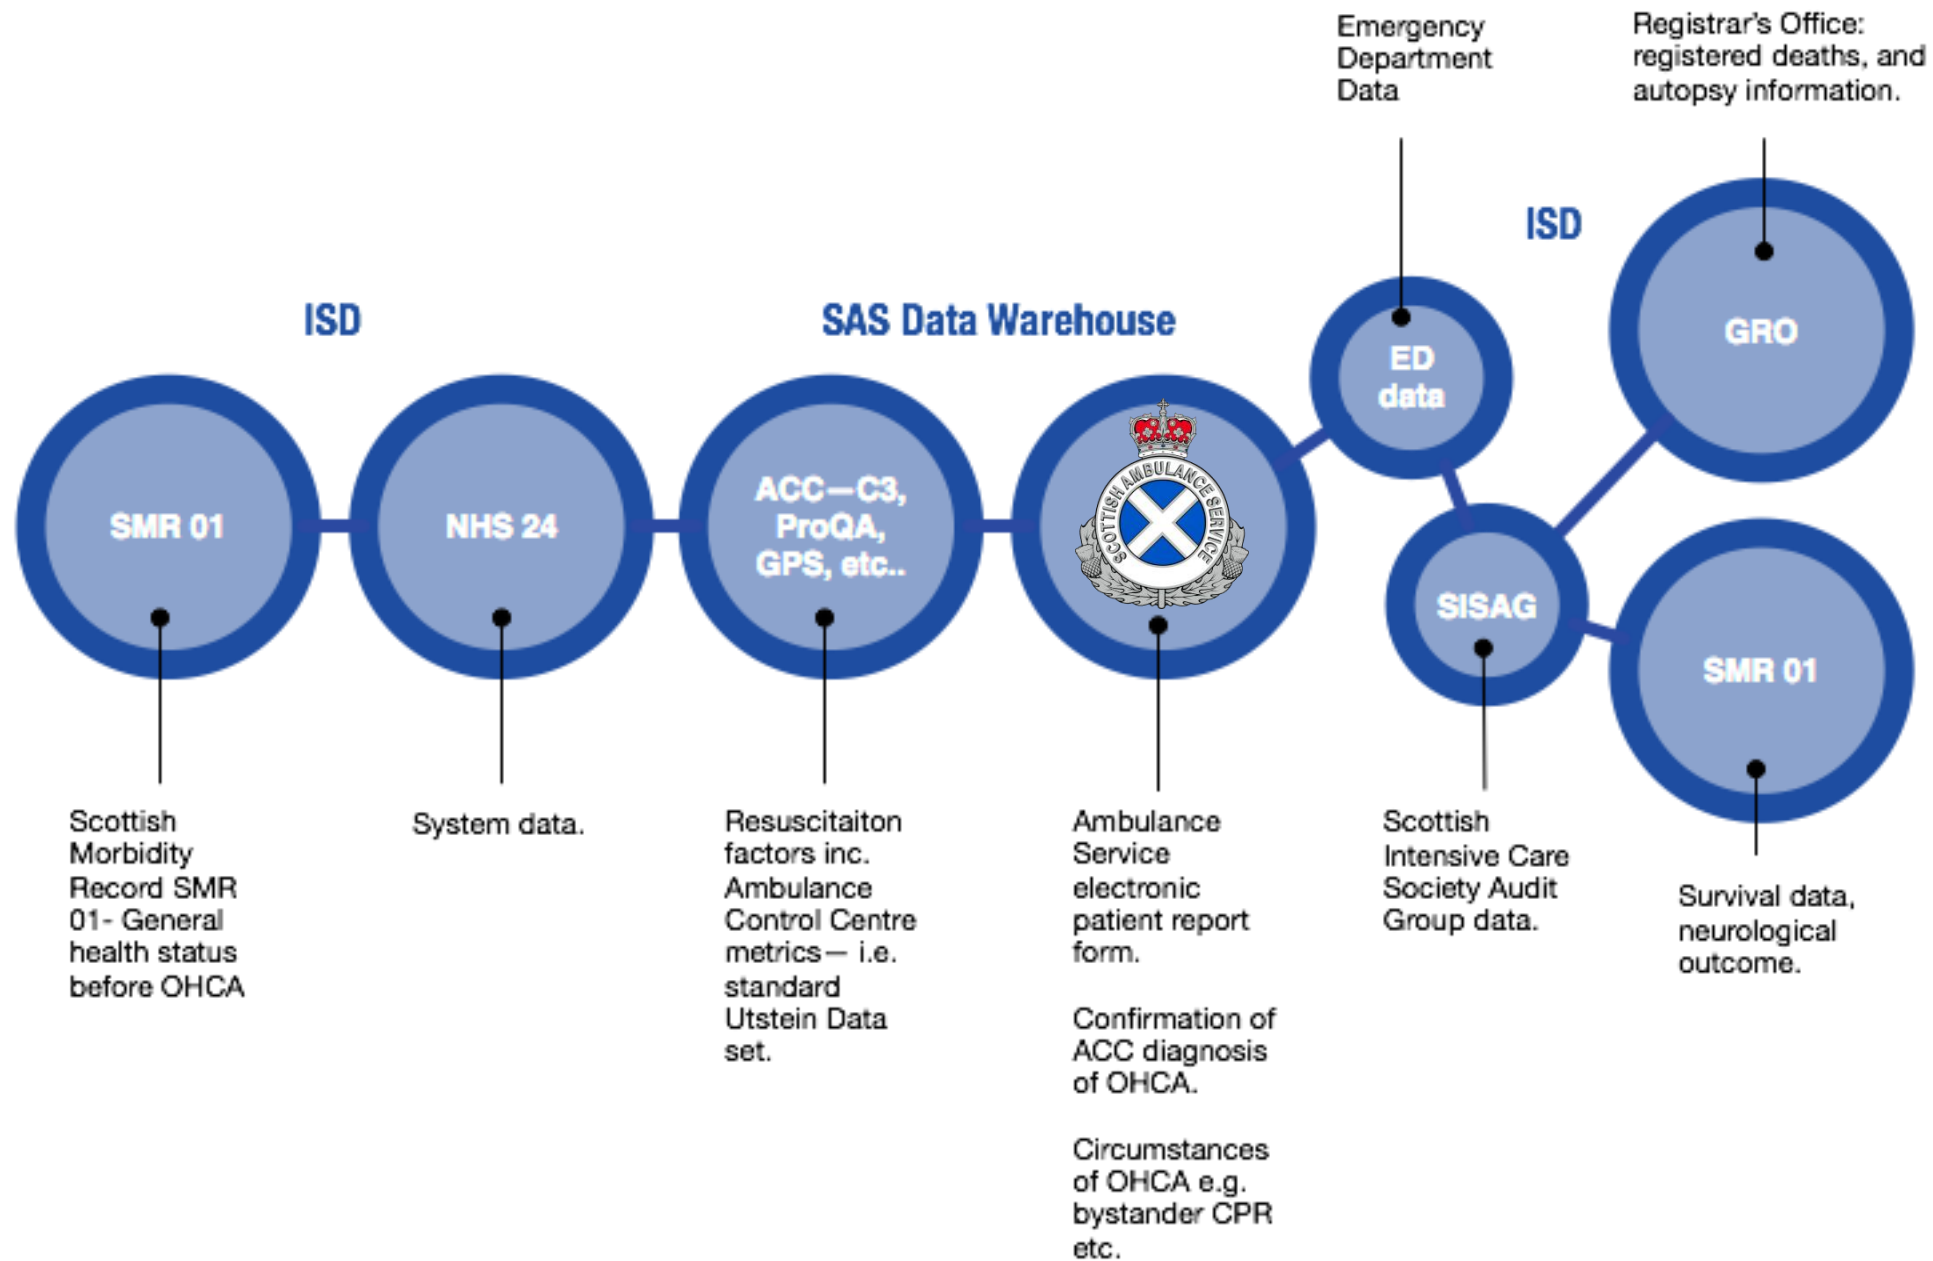 Emergency
Department
Data
Registrar's Office:
registered deaths, and
autopsy information.
ISD
ISD
SAS Data Warehouse
SMR 01
NHS 24
ACC—C3,
ProQA,
GPS, etc..
SCOTTISH AMBULANCE SERVICE
ED
data
GRO
SISAG
SMR 01
Scottish
Morbidity
Record SMR
01- General
health status
before OHCA
System data.
Resuscitaiton
factors inc.
Ambulance
Control Centre
metrics— i.e.
standard
Utstein Data
set.
Ambulance
Service
electronic
patient report
form.
Confirmation of
ACC diagnosis
of OHCA.
Circumstances
of OHCA e.g.
bystander CPR
etc.
Scottish
Intensive Care
Society Audit
Group data.
Survival data,
neurological
outcome.